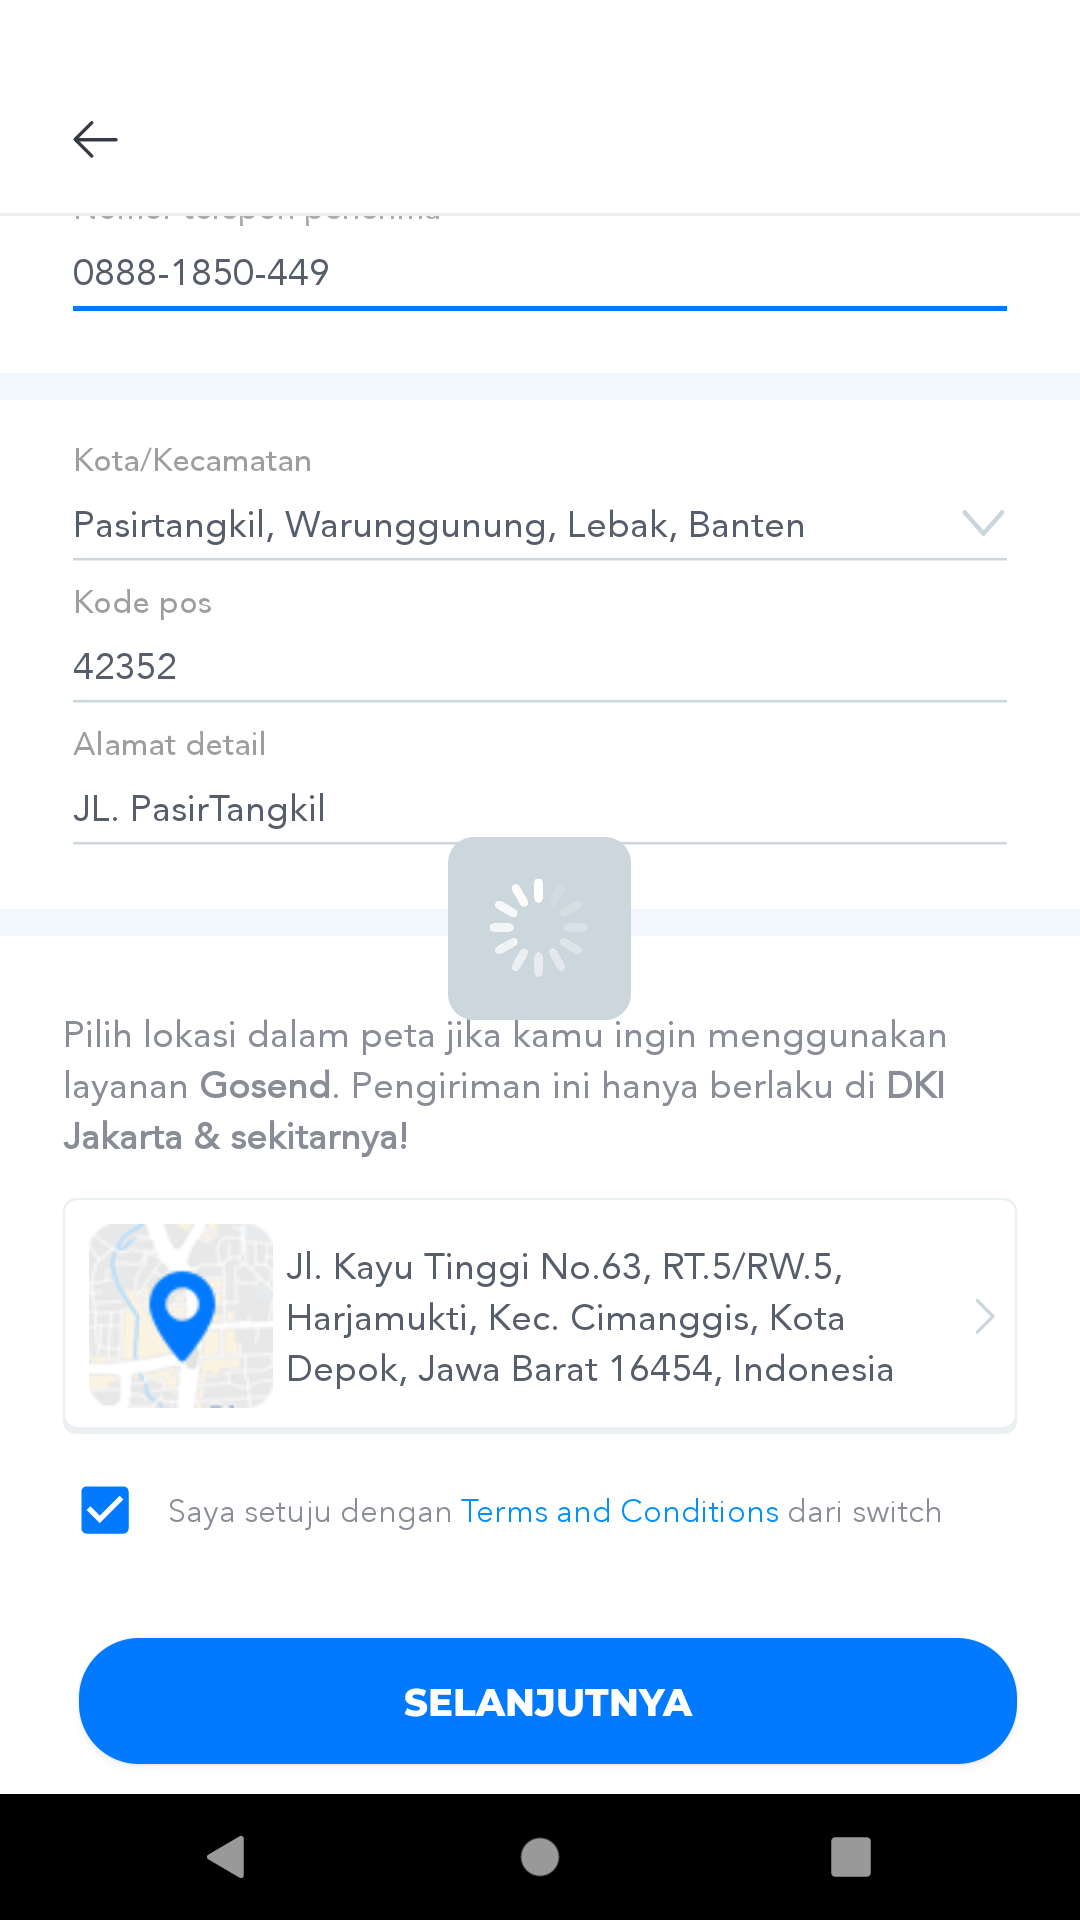 Nomor telepon penerima
0888-1850-449
Kota/Kecamatan
Pasirtangkil, Warunggunung, Lebak, Banten
Kode pos
42352
Alamat detail
JL. PasirTangkil
Pilih lokasi dalam peta jika kamu ingin menggunakan
layanan Gosend. Pengiriman ini hanya berlaku di DKI
Jakarta & sekitarnya!
Jl. Kayu Tinggi No.63, RT.5/RW.5,
Harjamukti, Kec. Cimanggis, Kota
Depok, Jawa Barat 16454, Indonesia
Saya setuju dengan Terms and Conditions dari switch
SELANJUTNYA